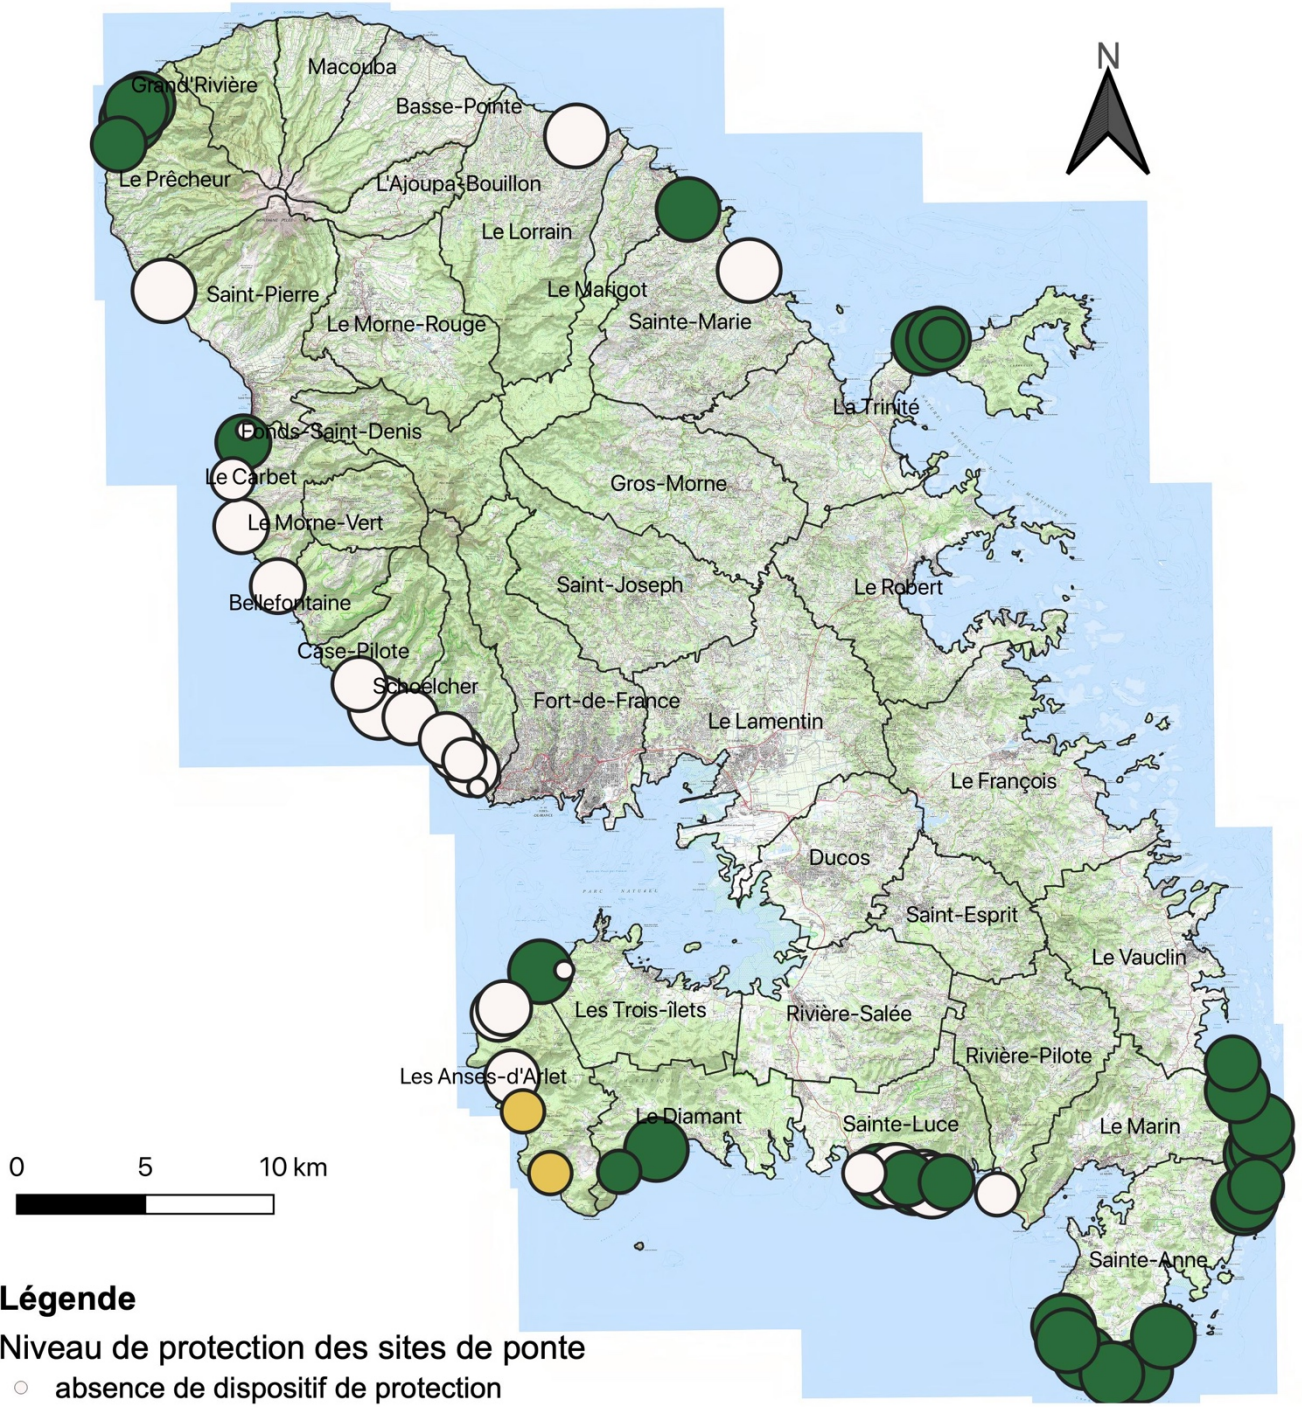 N
Grand'Rivière
Macouba
Basse-Pointe
Le Prêcheur
L'Ajoupa-Bouillon
Le Lorrain
Saint-Pierre
Le Marigot
Le Morne-Rouge
Sainte-Marie
La Trinité
Fonds-Saint-Denis
Le Carbet
Gros-Morne
Le Morne-Vert
Saint-Joseph
Le Robert
Bellefontaine
Case-Pilote
Schoelcher
Fort-de-France
Le Lamentin
Le François
Ducos
Saint-Esprit
Le Vauclin
Les Trois-îlets
Rivière-Salée
Rivière-Pilote
Les Anses-d'Arlet
Le Diamant
Sainte-Luce
Le Marin
Sainte-Anne
0 5 10 km
Légende
Niveau de protection des sites de ponte
absence de dispositif de protection